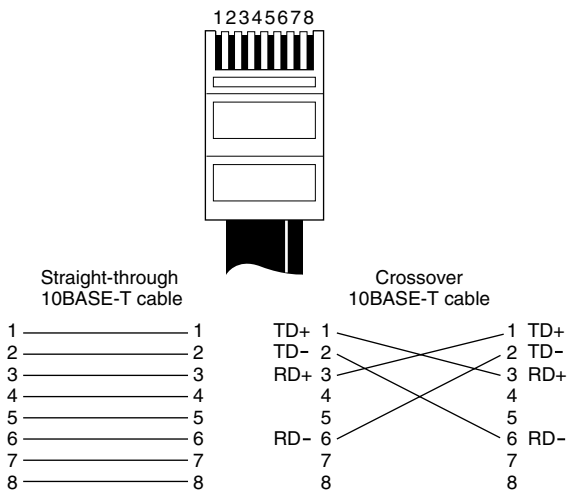 12345678
Straight-through
10BASE-T cable
1 1
2 2
3 3
4 4
5 5
6 6
7 7
8 8
Crossover
10BASE-T cable
TD+ 1 1 TD+
TD– 2 2 TD–
RD+ 3 3 RD+
4 4
5 5
RD– 6 6 RD–
7 7
8 8